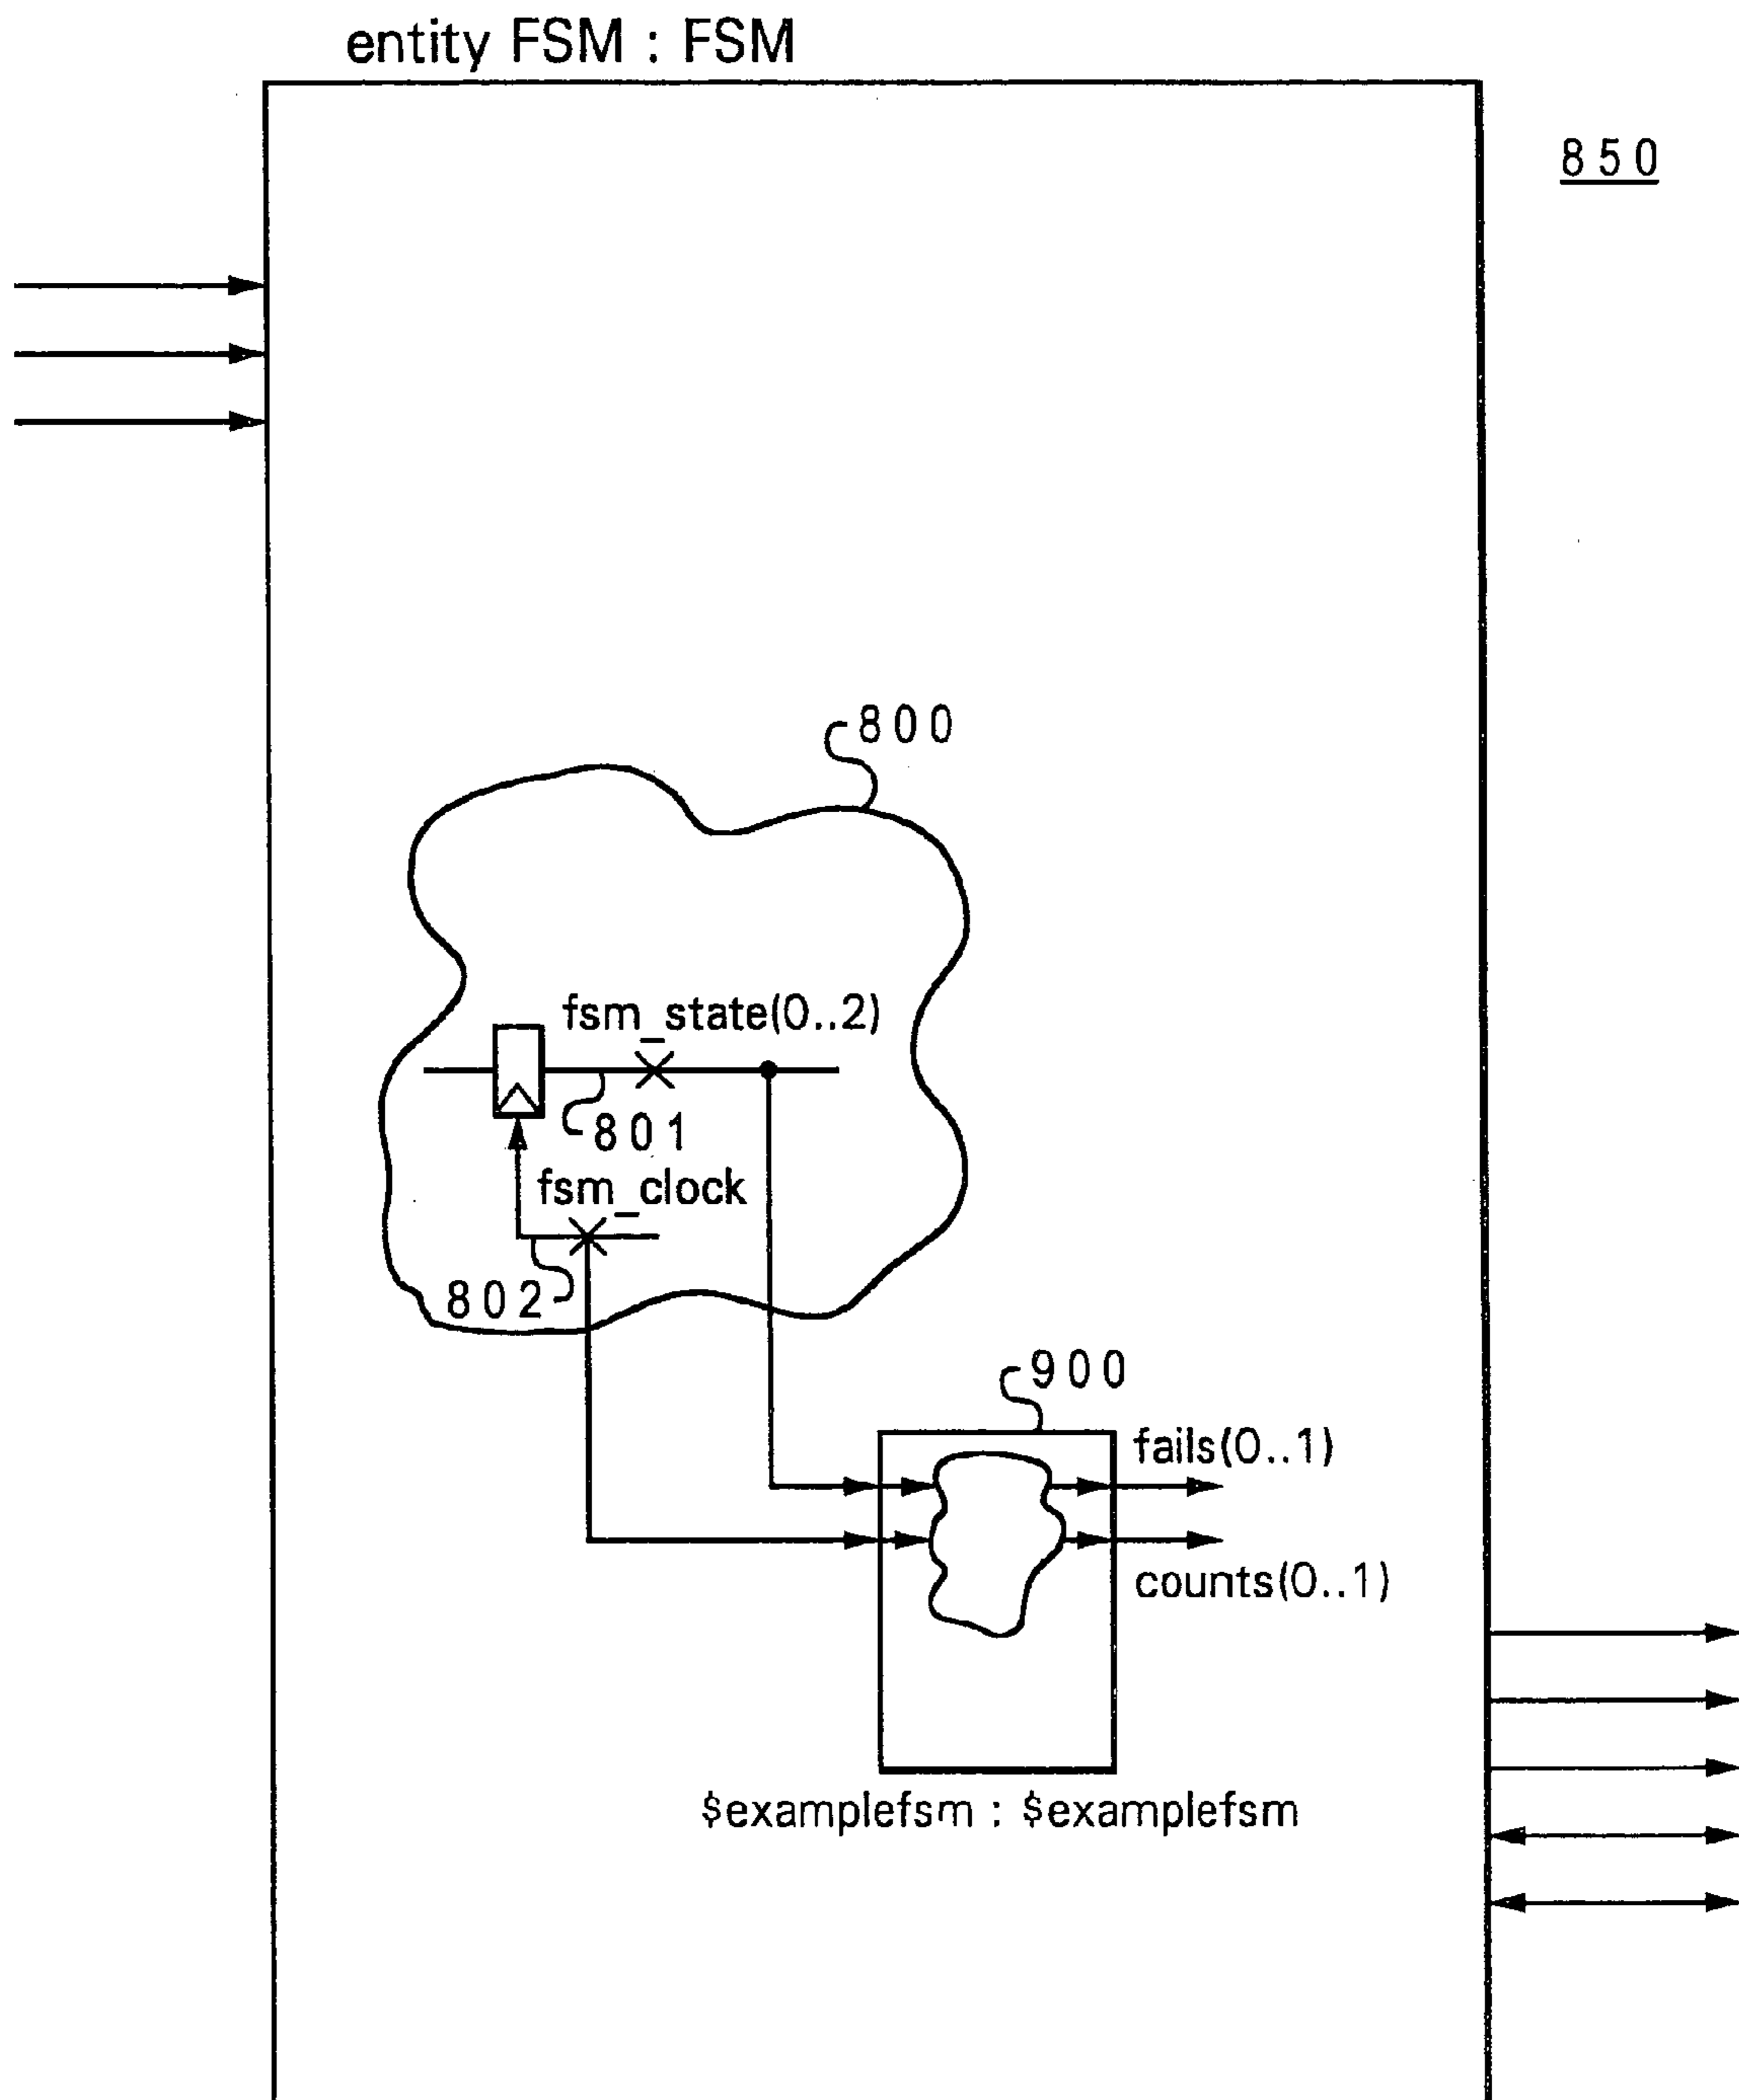 entity FSM : FSM
850
800
fsm_state(0..2)
801
fsm_clock
802
900
fails(0..1)
counts(0..1)
$examplefsm : $examplefsm